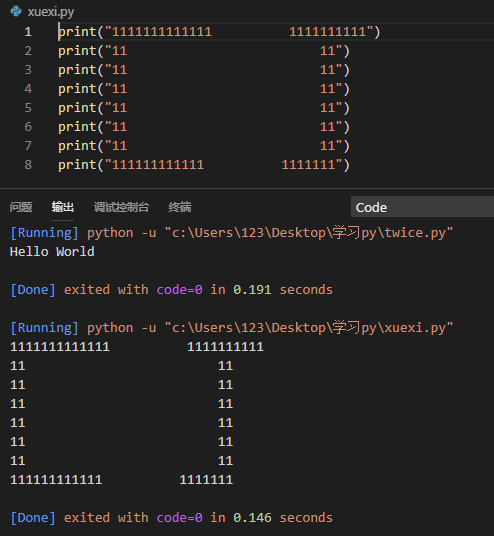 xuexi.py
1 print("1111111111111          1111111111")
2 print("11                         11")
3 print("11                         11")
4 print("11                         11")
5 print("11                         11")
6 print("11                         11")
7 print("11                         11")
8 print("111111111111          1111111")
问题 输出 调试控制台 终端 Code
[Running] python -u "c:\Users\123\Desktop\学习py\twice.py"
Hello World
[Done] exited with code=0 in 0.191 seconds
[Running] python -u "c:\Users\123\Desktop\学习py\xuexi.py"
1111111111111          1111111111
11                         11
11                         11
11                         11
11                         11
11                         11
11                         11
111111111111          1111111
[Done] exited with code=0 in 0.146 seconds